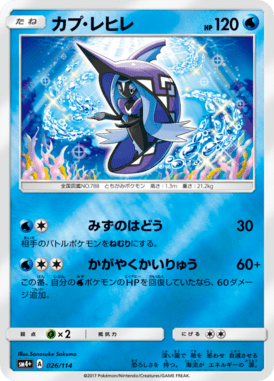 たね カプ・レヒレ HP 120
全国図鑑NO.788 とちがみポケモン 高さ:1.3m 重さ:21.2kg
みずのはどう 30
相手のバトルポケモンをねむりにする。
かがやくかいりゅう 60+
この番、自分のポケモンのHPを回復していたなら、60ダメージ追加。
弱点 ×2 抵抗力 にげる
Illus. Sanosuke Sakuma
SM4+ A 026/114
©2017 Pokémon/Nintendo/Creatures/GAME FREAK.